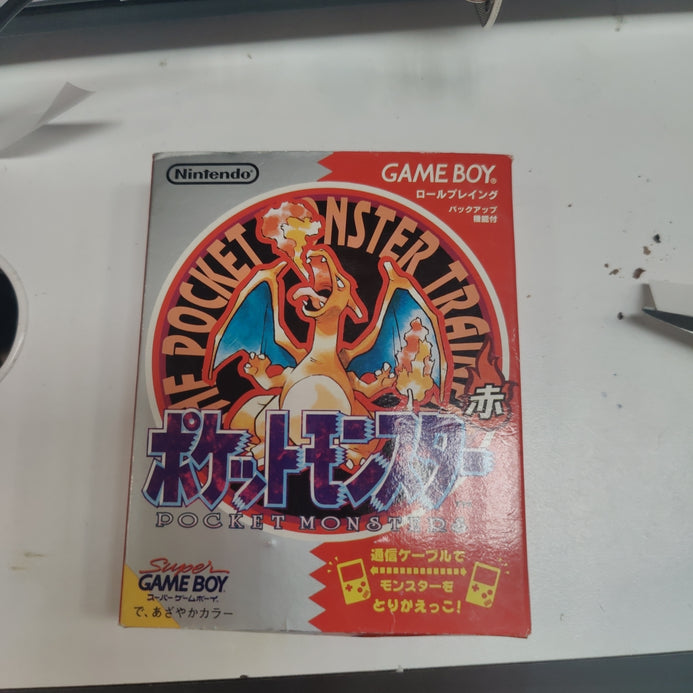 Nintendo
GAME BOY®
ロールプレイング
バックアップ
機能付
THE POCKET MONSTER TRAINER
赤
ポケットモンスター
POCKET MONSTERS
Super
GAME BOY
スーパーゲームボーイ
で、あざやかカラー
通信ケーブルで
モンスターを
とりかえっこ!